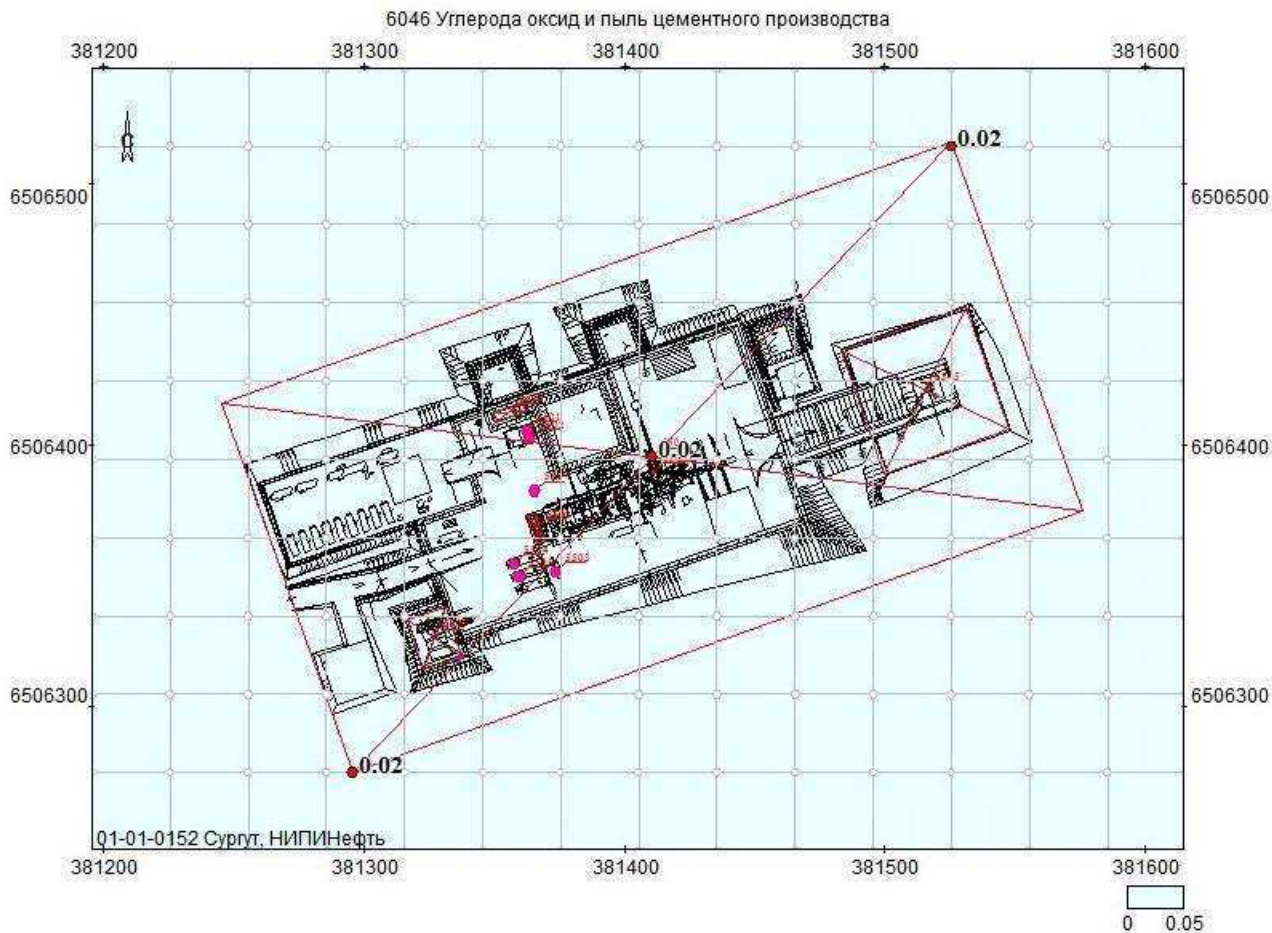 6046 Углерода оксид и пыль цементного производства
381200 381300 381400 381500 381600
С
0.02
6506500 6506500
6506400 0.02 6506400
6506300 6506300
0.02
01-01-0152 Сургут, НИПИНефть
381200 381300 381400 381500 381600
0 0.05